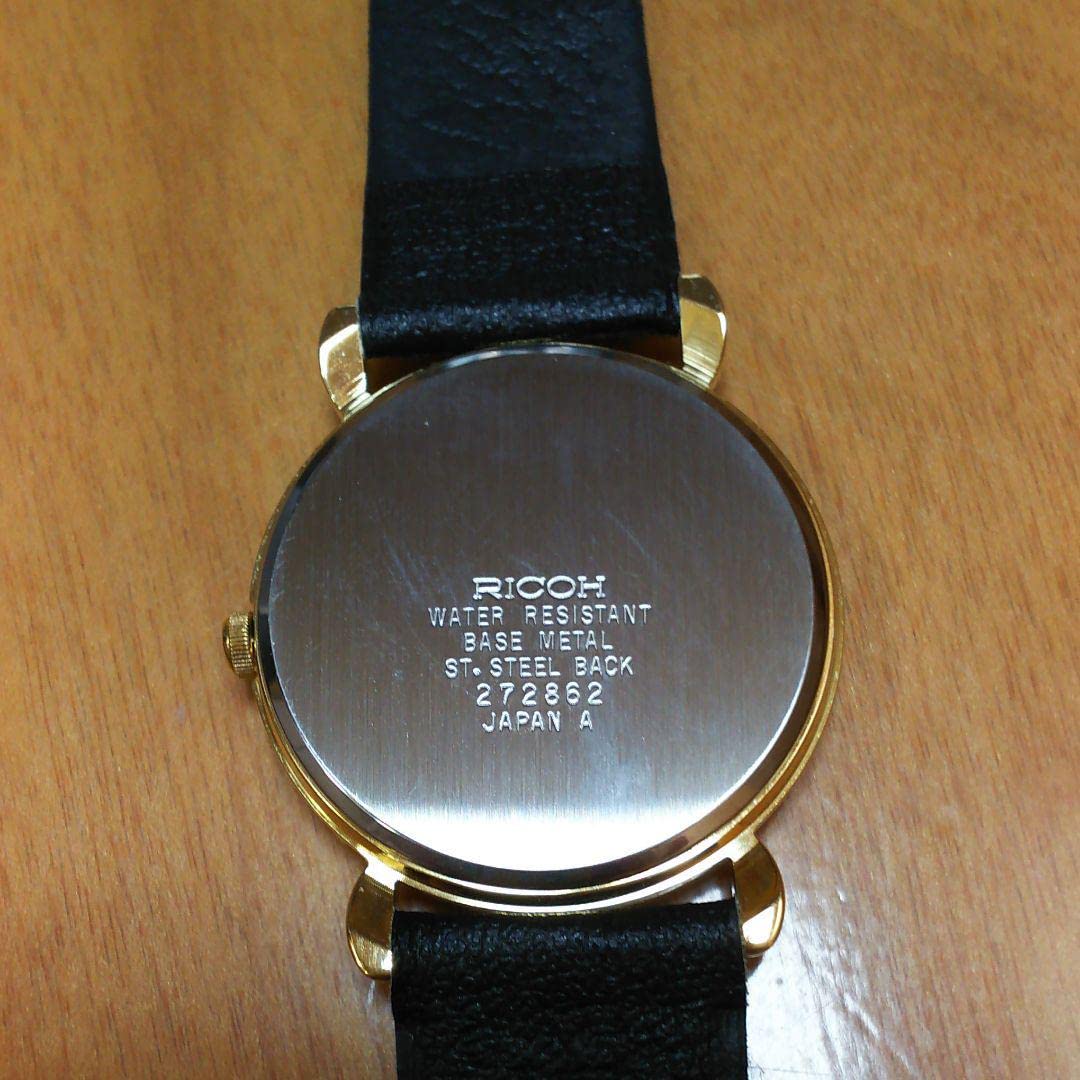 RICOH
WATER RESISTANT
BASE METAL
ST. STEEL BACK
272862
JAPAN A